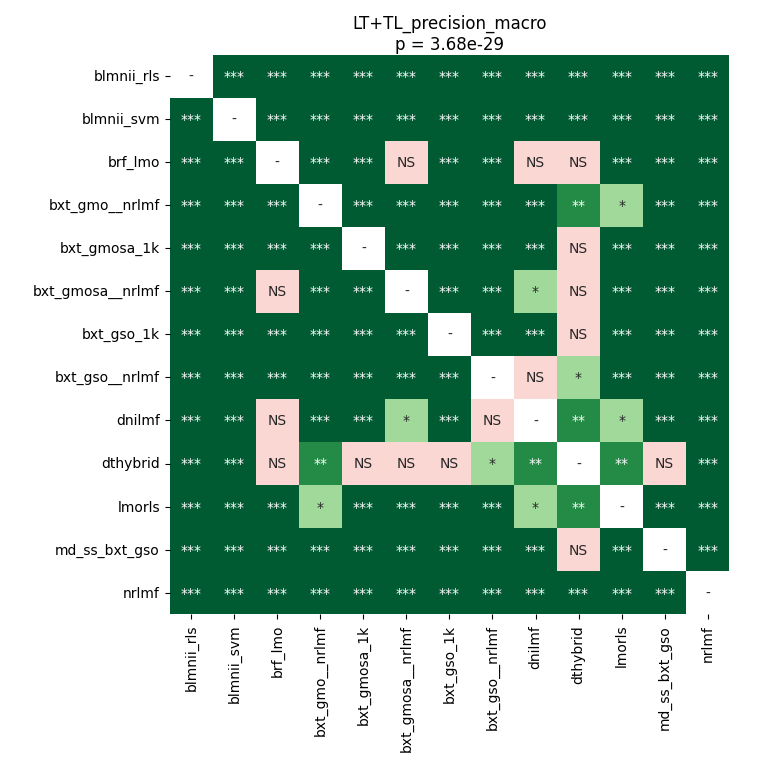 LT+TL_precision_macro
p = 3.68e-29
blmnii_rls - *** *** *** *** *** *** *** *** *** *** *** ***
blmnii_svm *** - *** *** *** *** *** *** *** *** *** *** ***
brf_lmo *** *** - *** *** NS *** *** NS NS *** *** ***
bxt_gmo__nrlmf *** *** *** - *** *** *** *** *** ** * *** ***
bxt_gmosa_1k *** *** *** *** - *** *** *** *** NS *** *** ***
bxt_gmosa__nrlmf *** *** NS *** *** - *** *** * NS *** *** ***
bxt_gso_1k *** *** *** *** *** *** - *** *** NS *** *** ***
bxt_gso__nrlmf *** *** *** *** *** *** *** - NS * *** *** ***
dnilmf *** *** NS *** *** * *** NS - ** * *** ***
dthybrid *** *** NS ** NS NS NS * ** - ** NS ***
lmorls *** *** *** * *** *** *** *** * ** - *** ***
md_ss_bxt_gso *** *** *** *** *** *** *** *** *** NS *** - ***
nrlmf *** *** *** *** *** *** *** *** *** *** *** *** -
blmnii_rls
blmnii_svm
brf_lmo
bxt_gmo__nrlmf
bxt_gmosa_1k
bxt_gmosa__nrlmf
bxt_gso_1k
bxt_gso__nrlmf
dnilmf
dthybrid
lmorls
md_ss_bxt_gso
nrlmf